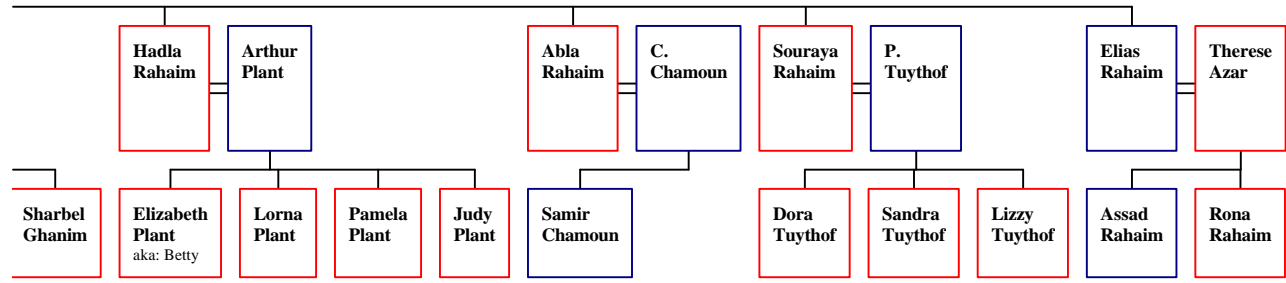 Hadla
Rahaim
Arthur
Plant
Abla
Rahaim
C.
Chamoun
Souraya
Rahaim
P.
Tuythof
Elias
Rahaim
Therese
Azar
Sharbel
Ghanim
Elizabeth
Plant
aka: Betty
Lorna
Plant
Pamela
Plant
Judy
Plant
Samir
Chamoun
Dora
Tuythof
Sandra
Tuythof
Lizzy
Tuythof
Assad
Rahaim
Rona
Rahaim